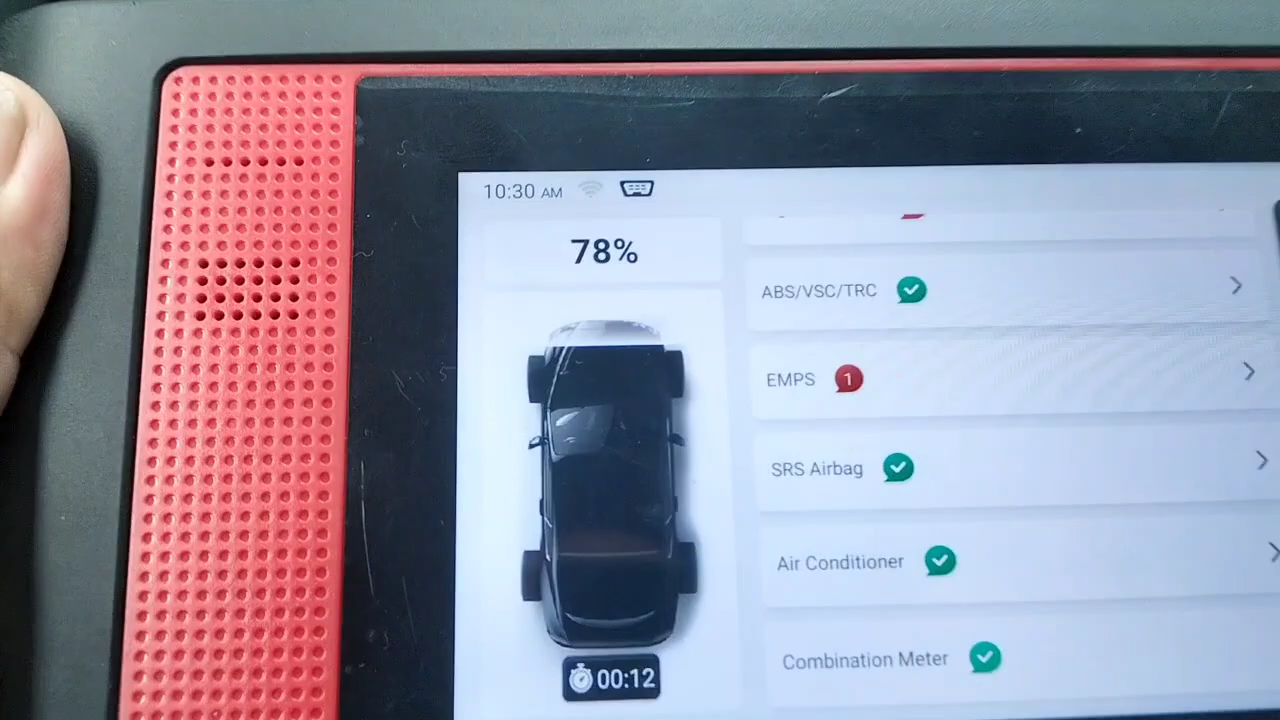 10:30 AM
78%
ABS/VSC/TRC
EMPS 1
SRS Airbag
Air Conditioner
Combination Meter
00:12